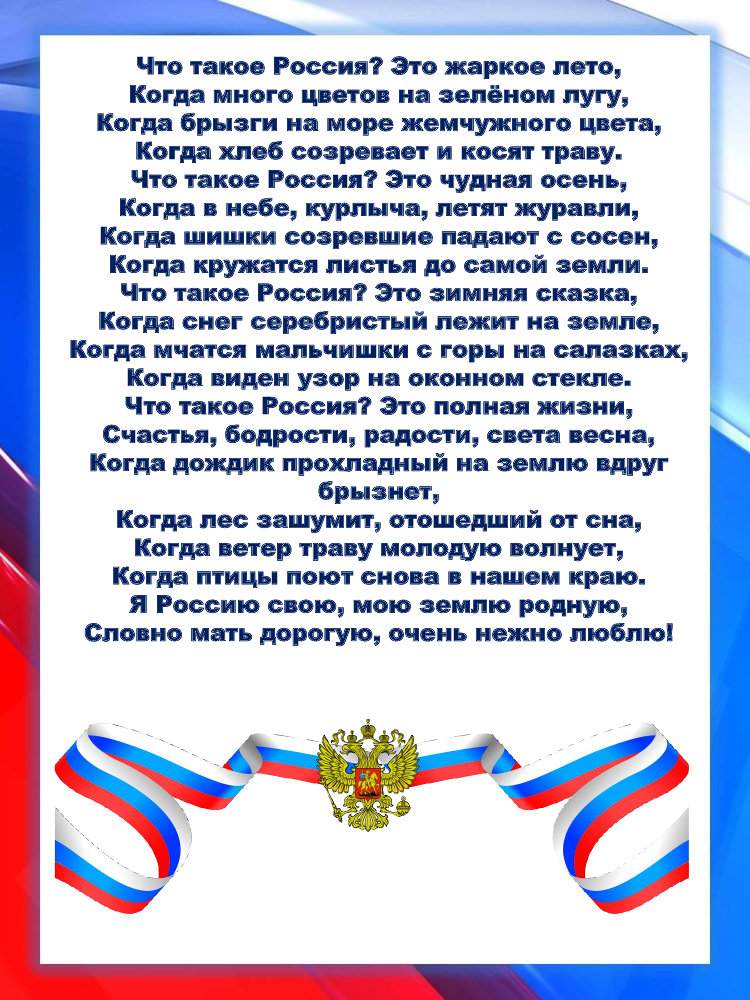 Что такое Россия? Это жаркое лето,
Когда много цветов на зелёном лугу,
Когда брызги на море жемчужного цвета,
Когда хлеб созревает и косят траву.
Что такое Россия? Это чудная осень,
Когда в небе, курлыча, летят журавли,
Когда шишки созревшие падают с сосен,
Когда кружатся листья до самой земли.
Что такое Россия? Это зимняя сказка,
Когда снег серебристый лежит на земле,
Когда мчатся мальчишки с горы на салазках,
Когда виден узор на оконном стекле.
Что такое Россия? Это полная жизни,
Счастья, бодрости, радости, света весна,
Когда дождик прохладный на землю вдруг
брызнет,
Когда лес зашумит, отошедший от сна,
Когда ветер траву молодую волнует,
Когда птицы поют снова в нашем краю.
Я Россию свою, мою землю родную,
Словно мать дорогую, очень нежно люблю!